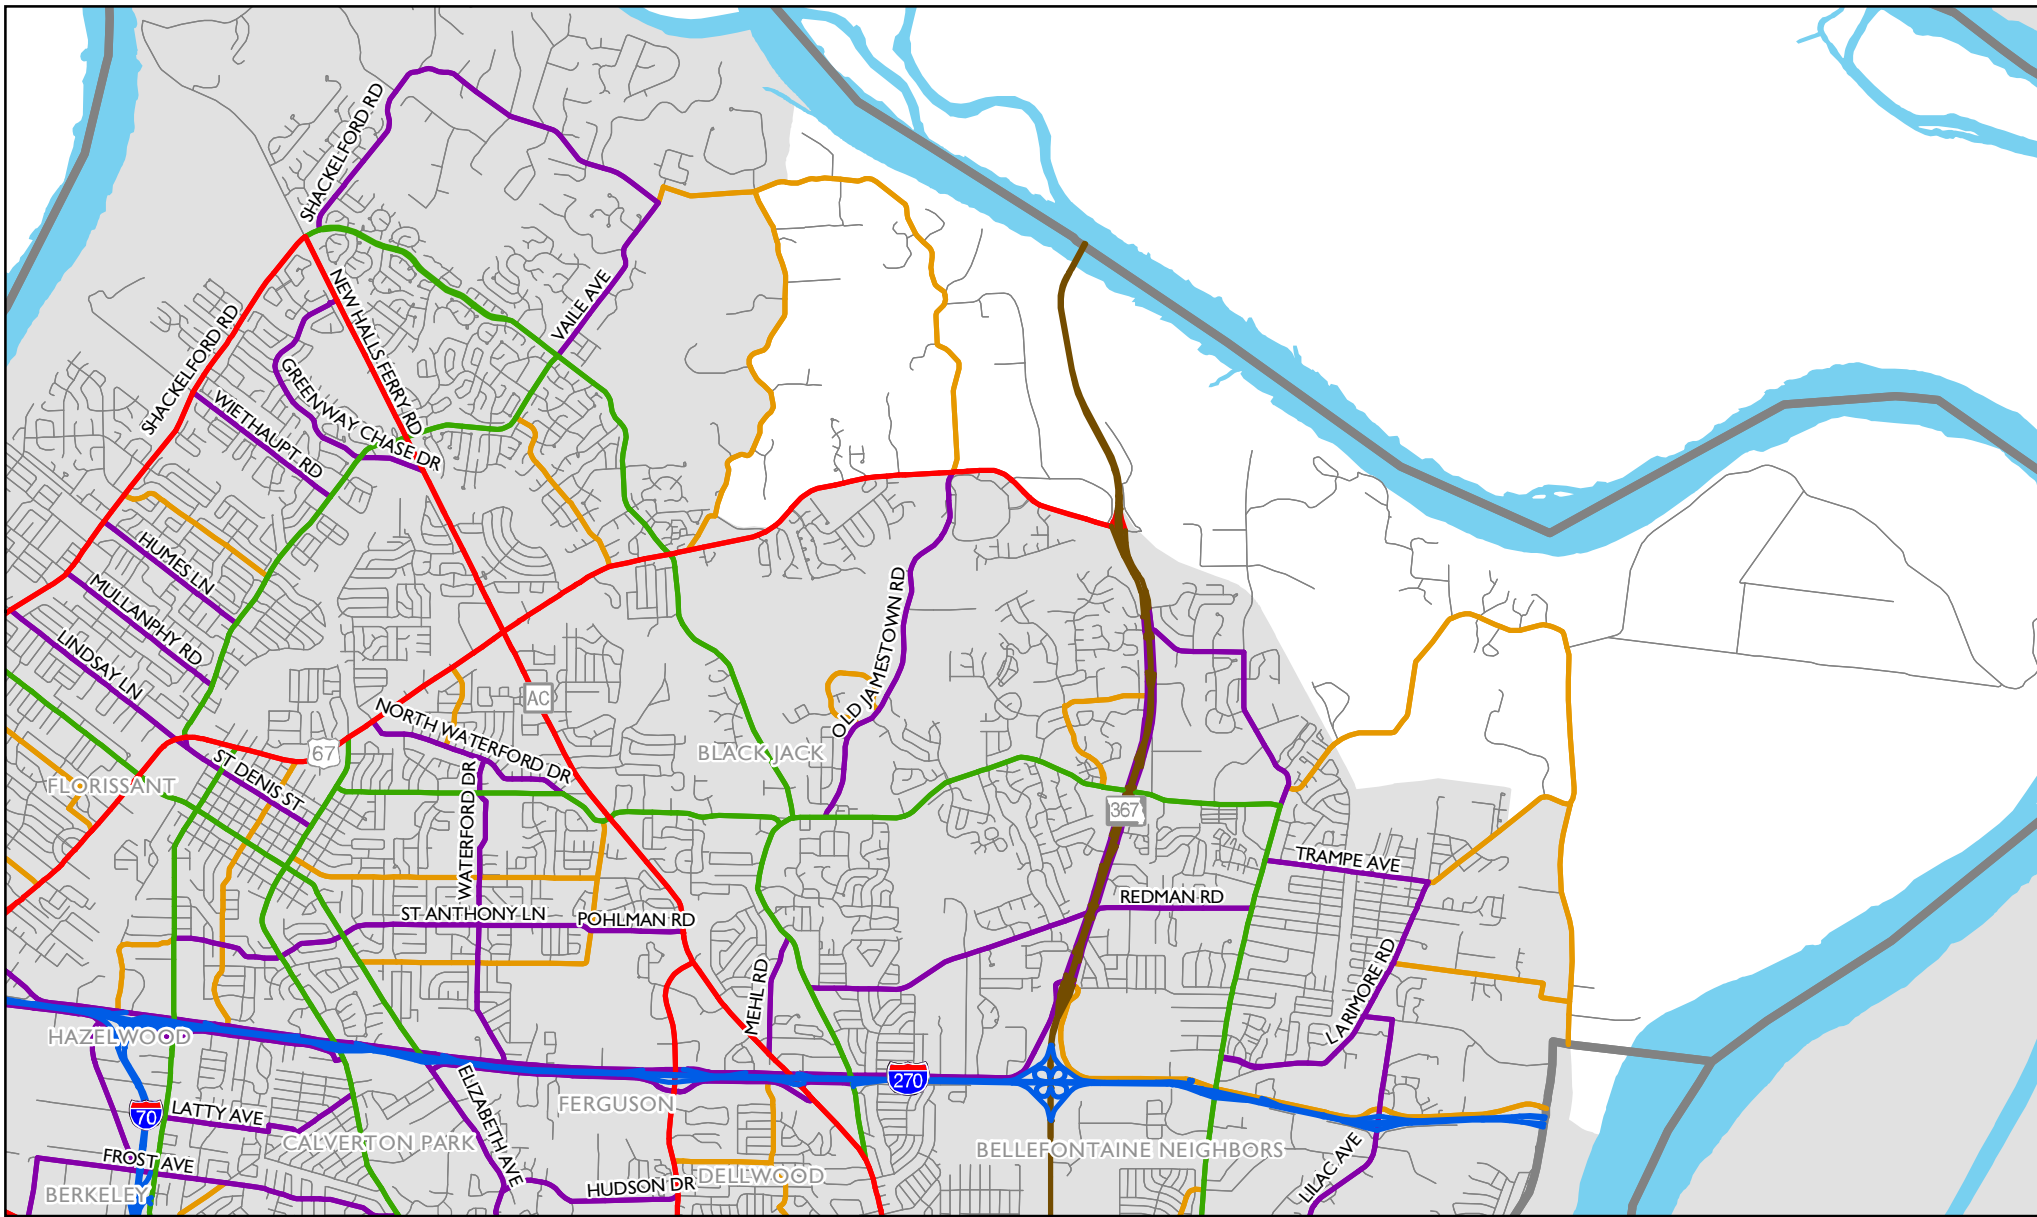 SHACKELFORD RD
NEW HALLS FERRY RD
VAILE AVE
SHACKELFORD RD
GREENWAY CHASE DR
WIETHAUPT RD
HUMES LN
MULLANPHY RD
OLD JAMESTOWN RD
LINDSAY LN
AC
NORTH WATERFORD DR
67
BLACK JACK
ST DENIS ST
FLORISSANT
WATERFORD DR
367
TRAMPE AVE
REDMAN RD
ST ANTHONY LN
POHLMAN RD
LARIMORE RD
MEHL RD
HAZELWOOD
270
ELIZABETH AVE
FERGUSON
70
LATTY AVE
CALVERTON PARK
BELLEFONTAINE NEIGHBORS
LILAC AVE
FROST AVE
DELLWOOD
HUDSON DR
BERKELEY